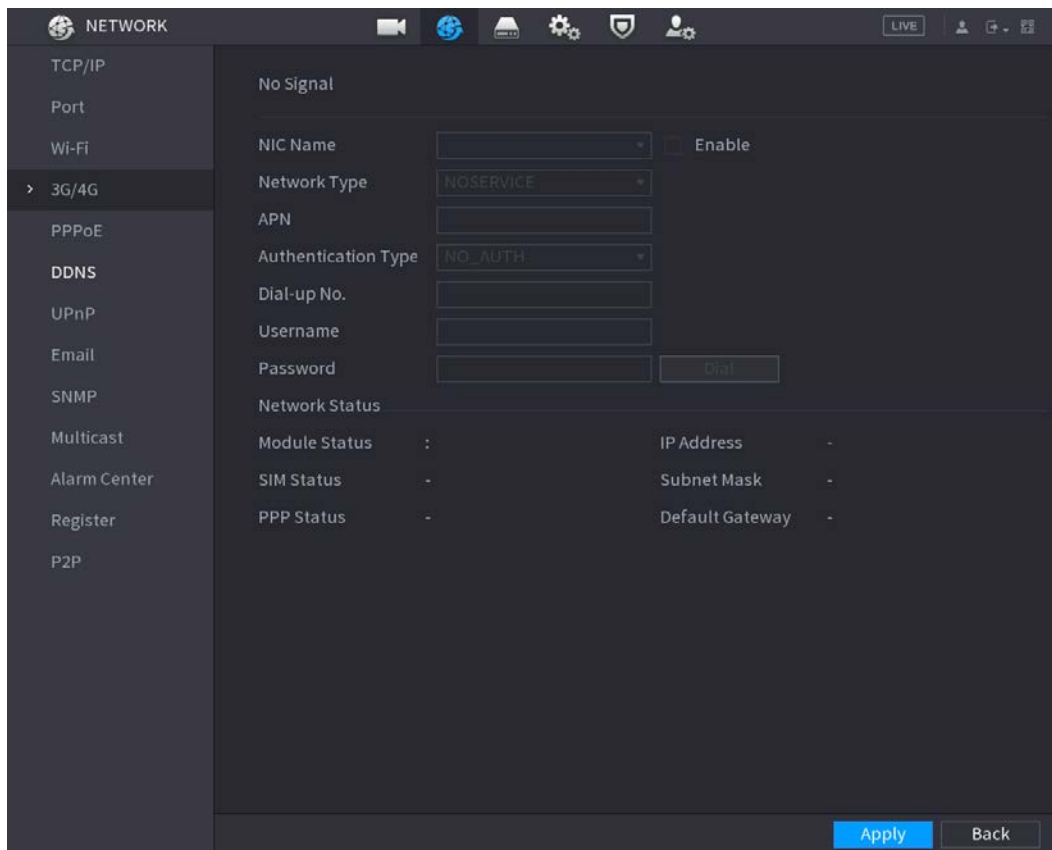 NETWORK
LIVE
TCP/IP
Port
Wi-Fi
3G/4G
PPPoE
DDNS
UPnP
Email
SNMP
Multicast
Alarm Center
Register
P2P
No Signal
NIC Name Enable
Network Type NOSERVICE
APN
Authentication Type NO_AUTH
Dial-up No.
Username
Password Dial
Network Status
Module Status : IP Address -
SIM Status - Subnet Mask -
PPP Status - Default Gateway -
Apply Back